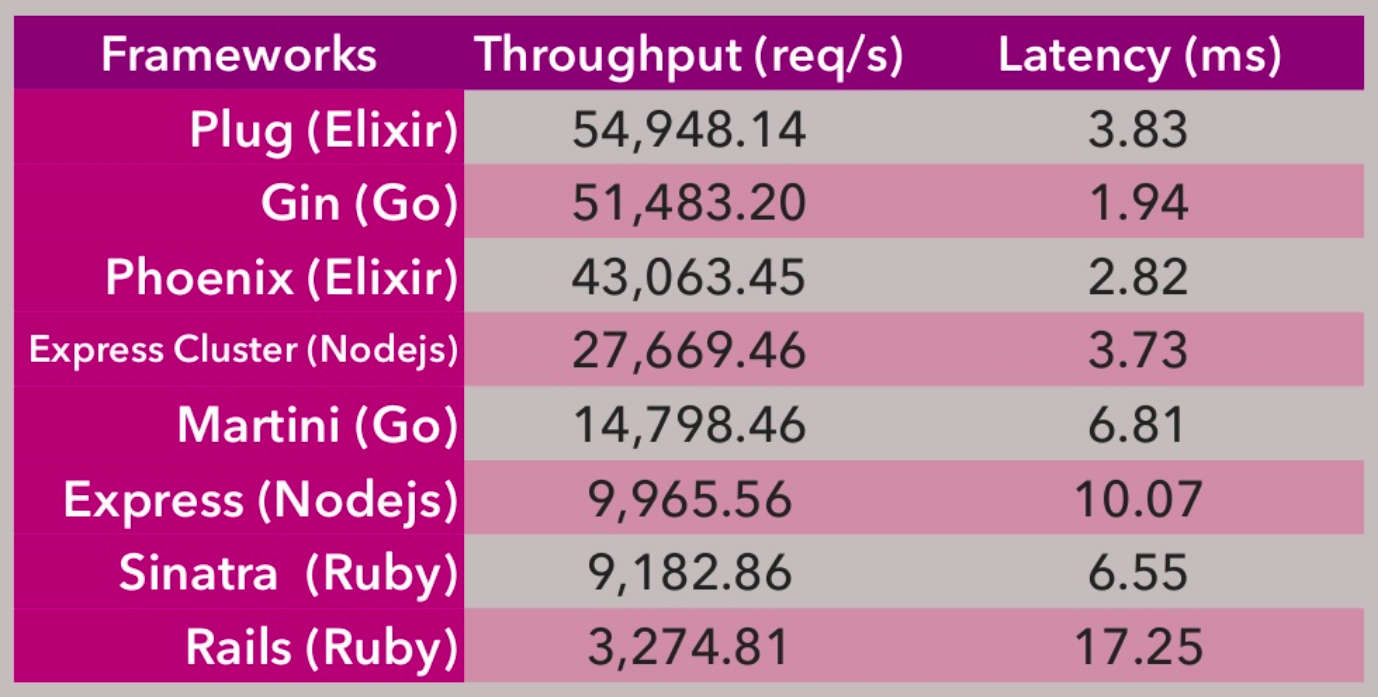 Frameworks Throughput (req/s) Latency (ms)
Plug (Elixir) 54,948.14 3.83
Gin (Go) 51,483.20 1.94
Phoenix (Elixir) 43,063.45 2.82
Express Cluster (Nodejs) 27,669.46 3.73
Martini (Go) 14,798.46 6.81
Express (Nodejs) 9,965.56 10.07
Sinatra (Ruby) 9,182.86 6.55
Rails (Ruby) 3,274.81 17.25